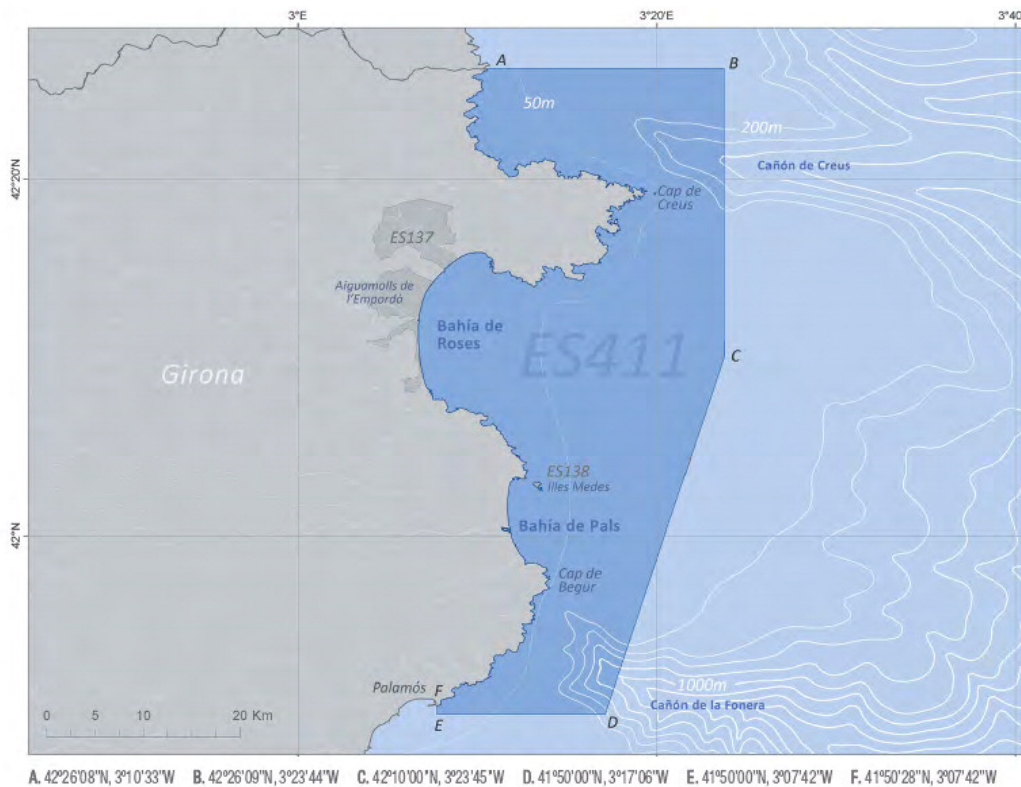 3°E
3°20'E
3°40
A
B
50m
200m
Cañón de Creus
42°20'N
Cap de
Creus
ES137
Aiguamolls de
l'Empordà
Bahía de
Roses
ES411
C
Girona
ES138
Illes Medes
Bahía de Pals
42°N
Cap de
Begur
Palamós
F
1000m
Cañón de la Fonera
0 5 10 20 Km
E
D
A. 42°26'08"N, 3°10'33"W B. 42°26'09"N, 3°23'44"W C. 42°10'00"N, 3°23'45"W D. 41°50'00"N, 3°17'06"W E. 41°50'00"N, 3°07'42"W F. 41°50'28"N, 3°07'42"W